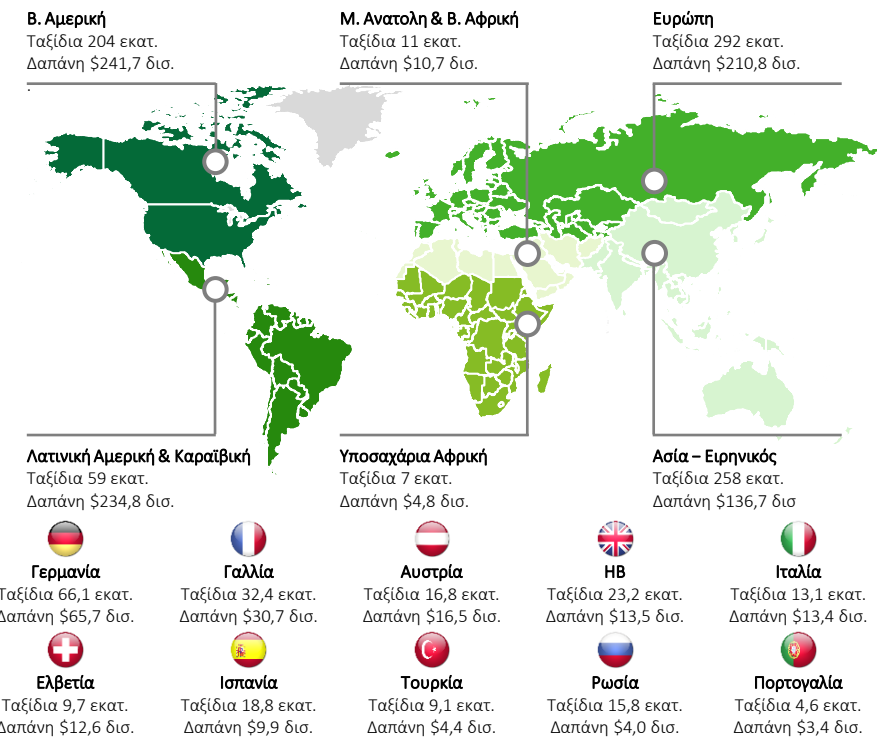 Β. Αμερική
Ταξίδια 204 εκατ.
Δαπάνη $241,7 δισ.
Μ. Ανατολη & Β. Αφρική
Ταξίδια 11 εκατ.
Δαπάνη $10,7 δισ.
Ευρώπη
Ταξίδια 292 εκατ.
Δαπάνη $210,8 δισ.
Λατινική Αμερική & Καραϊβική
Ταξίδια 59 εκατ.
Δαπάνη $234,8 δισ.
Υποσαχάρια Αφρική
Ταξίδια 7 εκατ.
Δαπάνη $4,8 δισ.
Ασία – Ειρηνικός
Ταξίδια 258 εκατ.
Δαπάνη $136,7 δισ
Γερμανία
Ταξίδια 66,1 εκατ.
Δαπάνη $65,7 δισ.
Γαλλία
Ταξίδια 32,4 εκατ.
Δαπάνη $30,7 δισ.
Αυστρία
Ταξίδια 16,8 εκατ.
Δαπάνη $16,5 δισ.
ΗΒ
Ταξίδια 23,2 εκατ.
Δαπάνη $13,5 δισ.
Ιταλία
Ταξίδια 13,1 εκατ.
Δαπάνη $13,4 δισ.
Ελβετία
Ταξίδια 9,7 εκατ.
Δαπάνη $12,6 δισ.
Ισπανία
Ταξίδια 18,8 εκατ.
Δαπάνη $9,9 δισ.
Τουρκία
Ταξίδια 9,1 εκατ.
Δαπάνη $4,4 δισ.
Ρωσία
Ταξίδια 15,8 εκατ.
Δαπάνη $4,0 δισ.
Πορτογαλία
Ταξίδια 4,6 εκατ.
Δαπάνη $3,4 δισ.